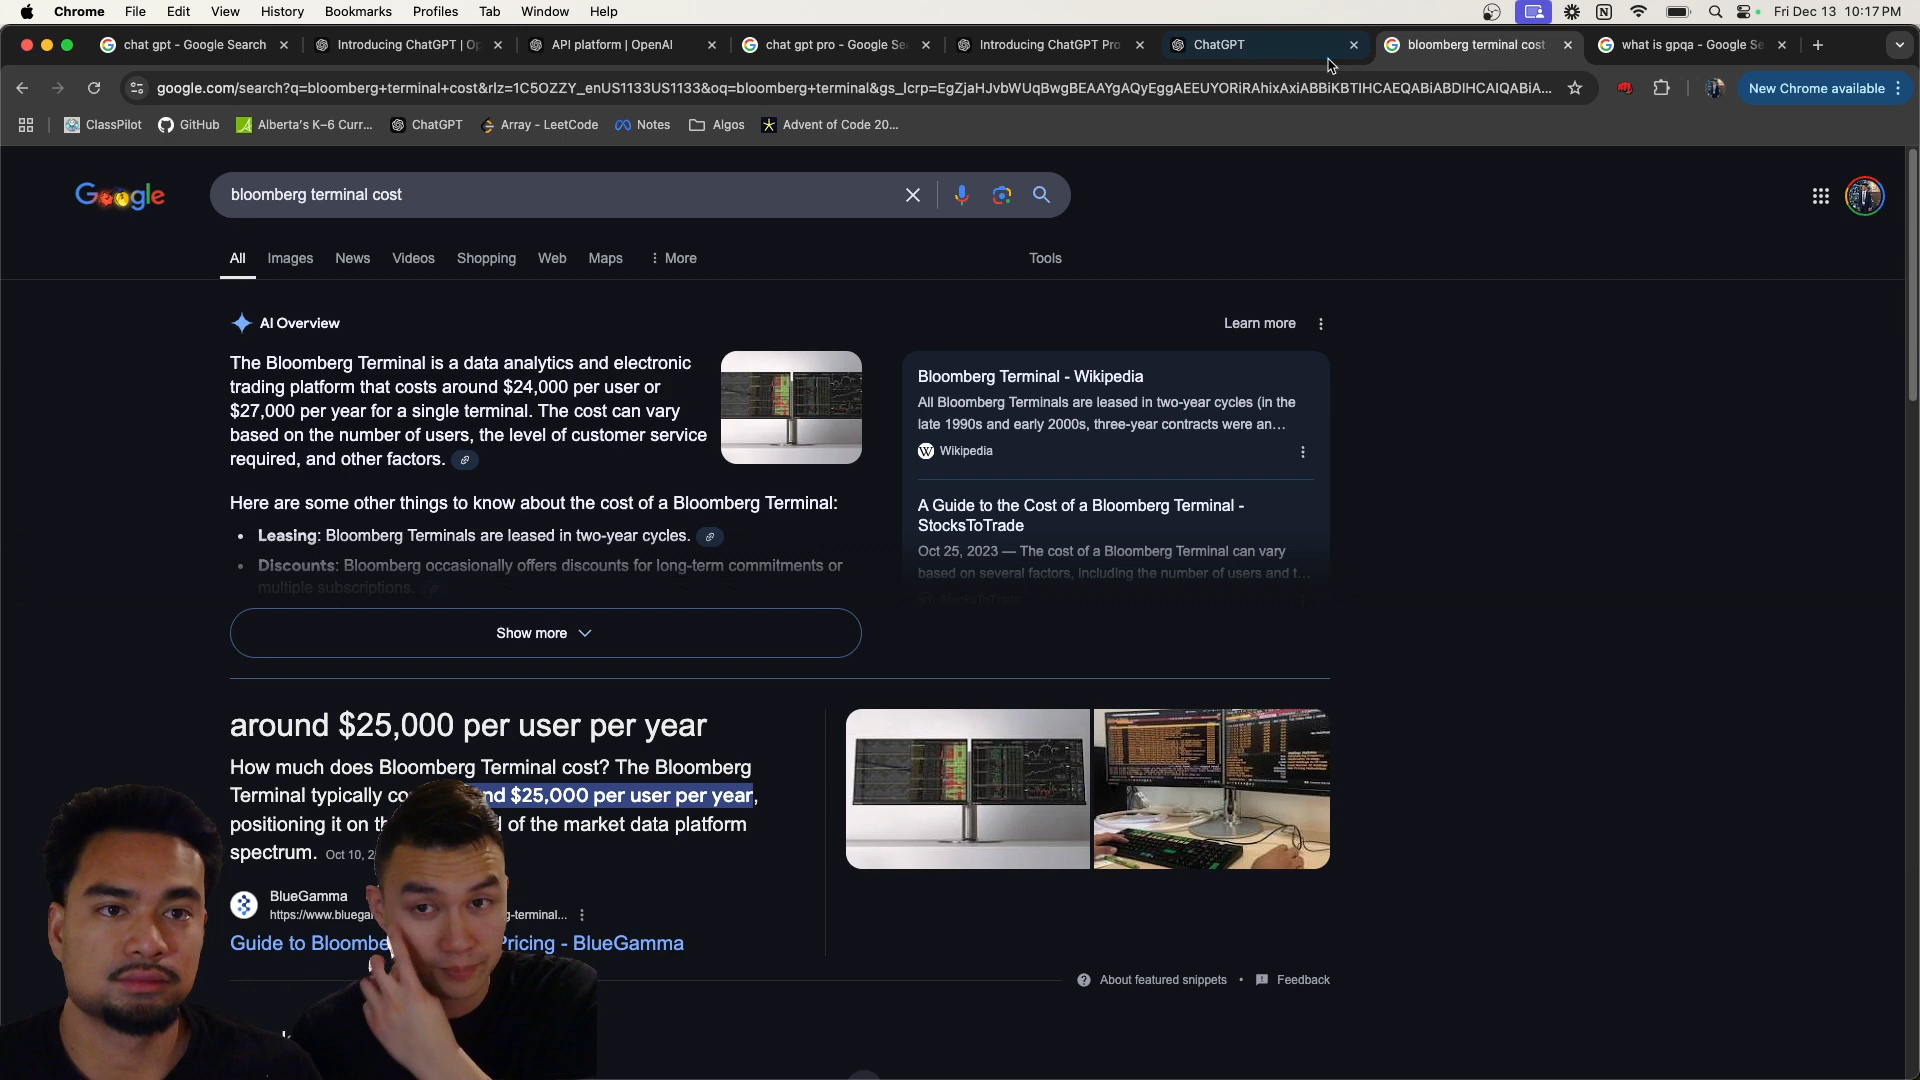 Chrome File Edit View History Bookmarks Profiles Tab Window Help
Fri Dec 13 10:17 PM
chat gpt - Google Search
Introducing ChatGPT | Op
API platform | OpenAI
chat gpt pro - Google Se
Introducing ChatGPT Pro
ChatGPT
bloomberg terminal cost
what is gpqa - Google Se
google.com/search?q=bloomberg+terminal+cost&rlz=1C5OZZY_enUS1133US1133&oq=bloomberg+terminal&gs_lcrp=EgZjaHJvbWUqBwgBEAAYgAQyEggAEEUYORiRAhixAxiABBiKBTIHCAEQABiABDIHCAIQABiA...
New Chrome available
ClassPilot
GitHub
Alberta's K–6 Curr...
ChatGPT
Array - LeetCode
Notes
Algos
Advent of Code 20...
Google
bloomberg terminal cost
All Images News Videos Shopping Web Maps More Tools
AI Overview
Learn more
The Bloomberg Terminal is a data analytics and electronic
trading platform that costs around $24,000 per user or
$27,000 per year for a single terminal. The cost can vary
based on the number of users, the level of customer service
required, and other factors.
Here are some other things to know about the cost of a Bloomberg Terminal:
• Leasing: Bloomberg Terminals are leased in two-year cycles.
• Discounts: Bloomberg occasionally offers discounts for long-term commitments or
multiple subscriptions.
Bloomberg Terminal - Wikipedia
All Bloomberg Terminals are leased in two-year cycles (in the
late 1990s and early 2000s, three-year contracts were an...
Wikipedia
A Guide to the Cost of a Bloomberg Terminal -
StocksToTrade
Oct 25, 2023 — The cost of a Bloomberg Terminal can vary
based on several factors, including the number of users and t...
StocksToTrade
Show more
around $25,000 per user per year
How much does Bloomberg Terminal cost? The Bloomberg
Terminal typically co nd $25,000 per user per year,
positioning it on th d of the market data platform
spectrum. Oct 10, 2
BlueGamma
https://www.bluega g-terminal...
Guide to Bloombe Pricing - BlueGamma
About featured snippets • Feedback